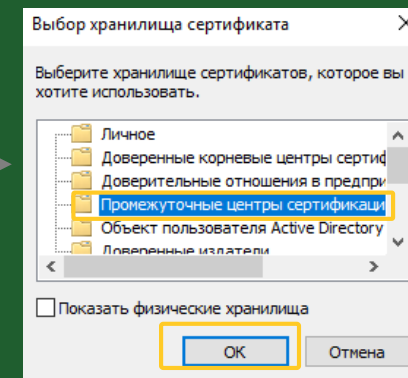 Выбор хранилища сертификата
Выберите хранилище сертификатов, которое вы
хотите использовать.
Личное
Доверенные корневые центры сертиф
Доверительные отношения в предпри
Промежуточные центры сертификаци
Объект пользователя Active Directory
Доверенные издатели
Показать физические хранилища
ОК
Отмена